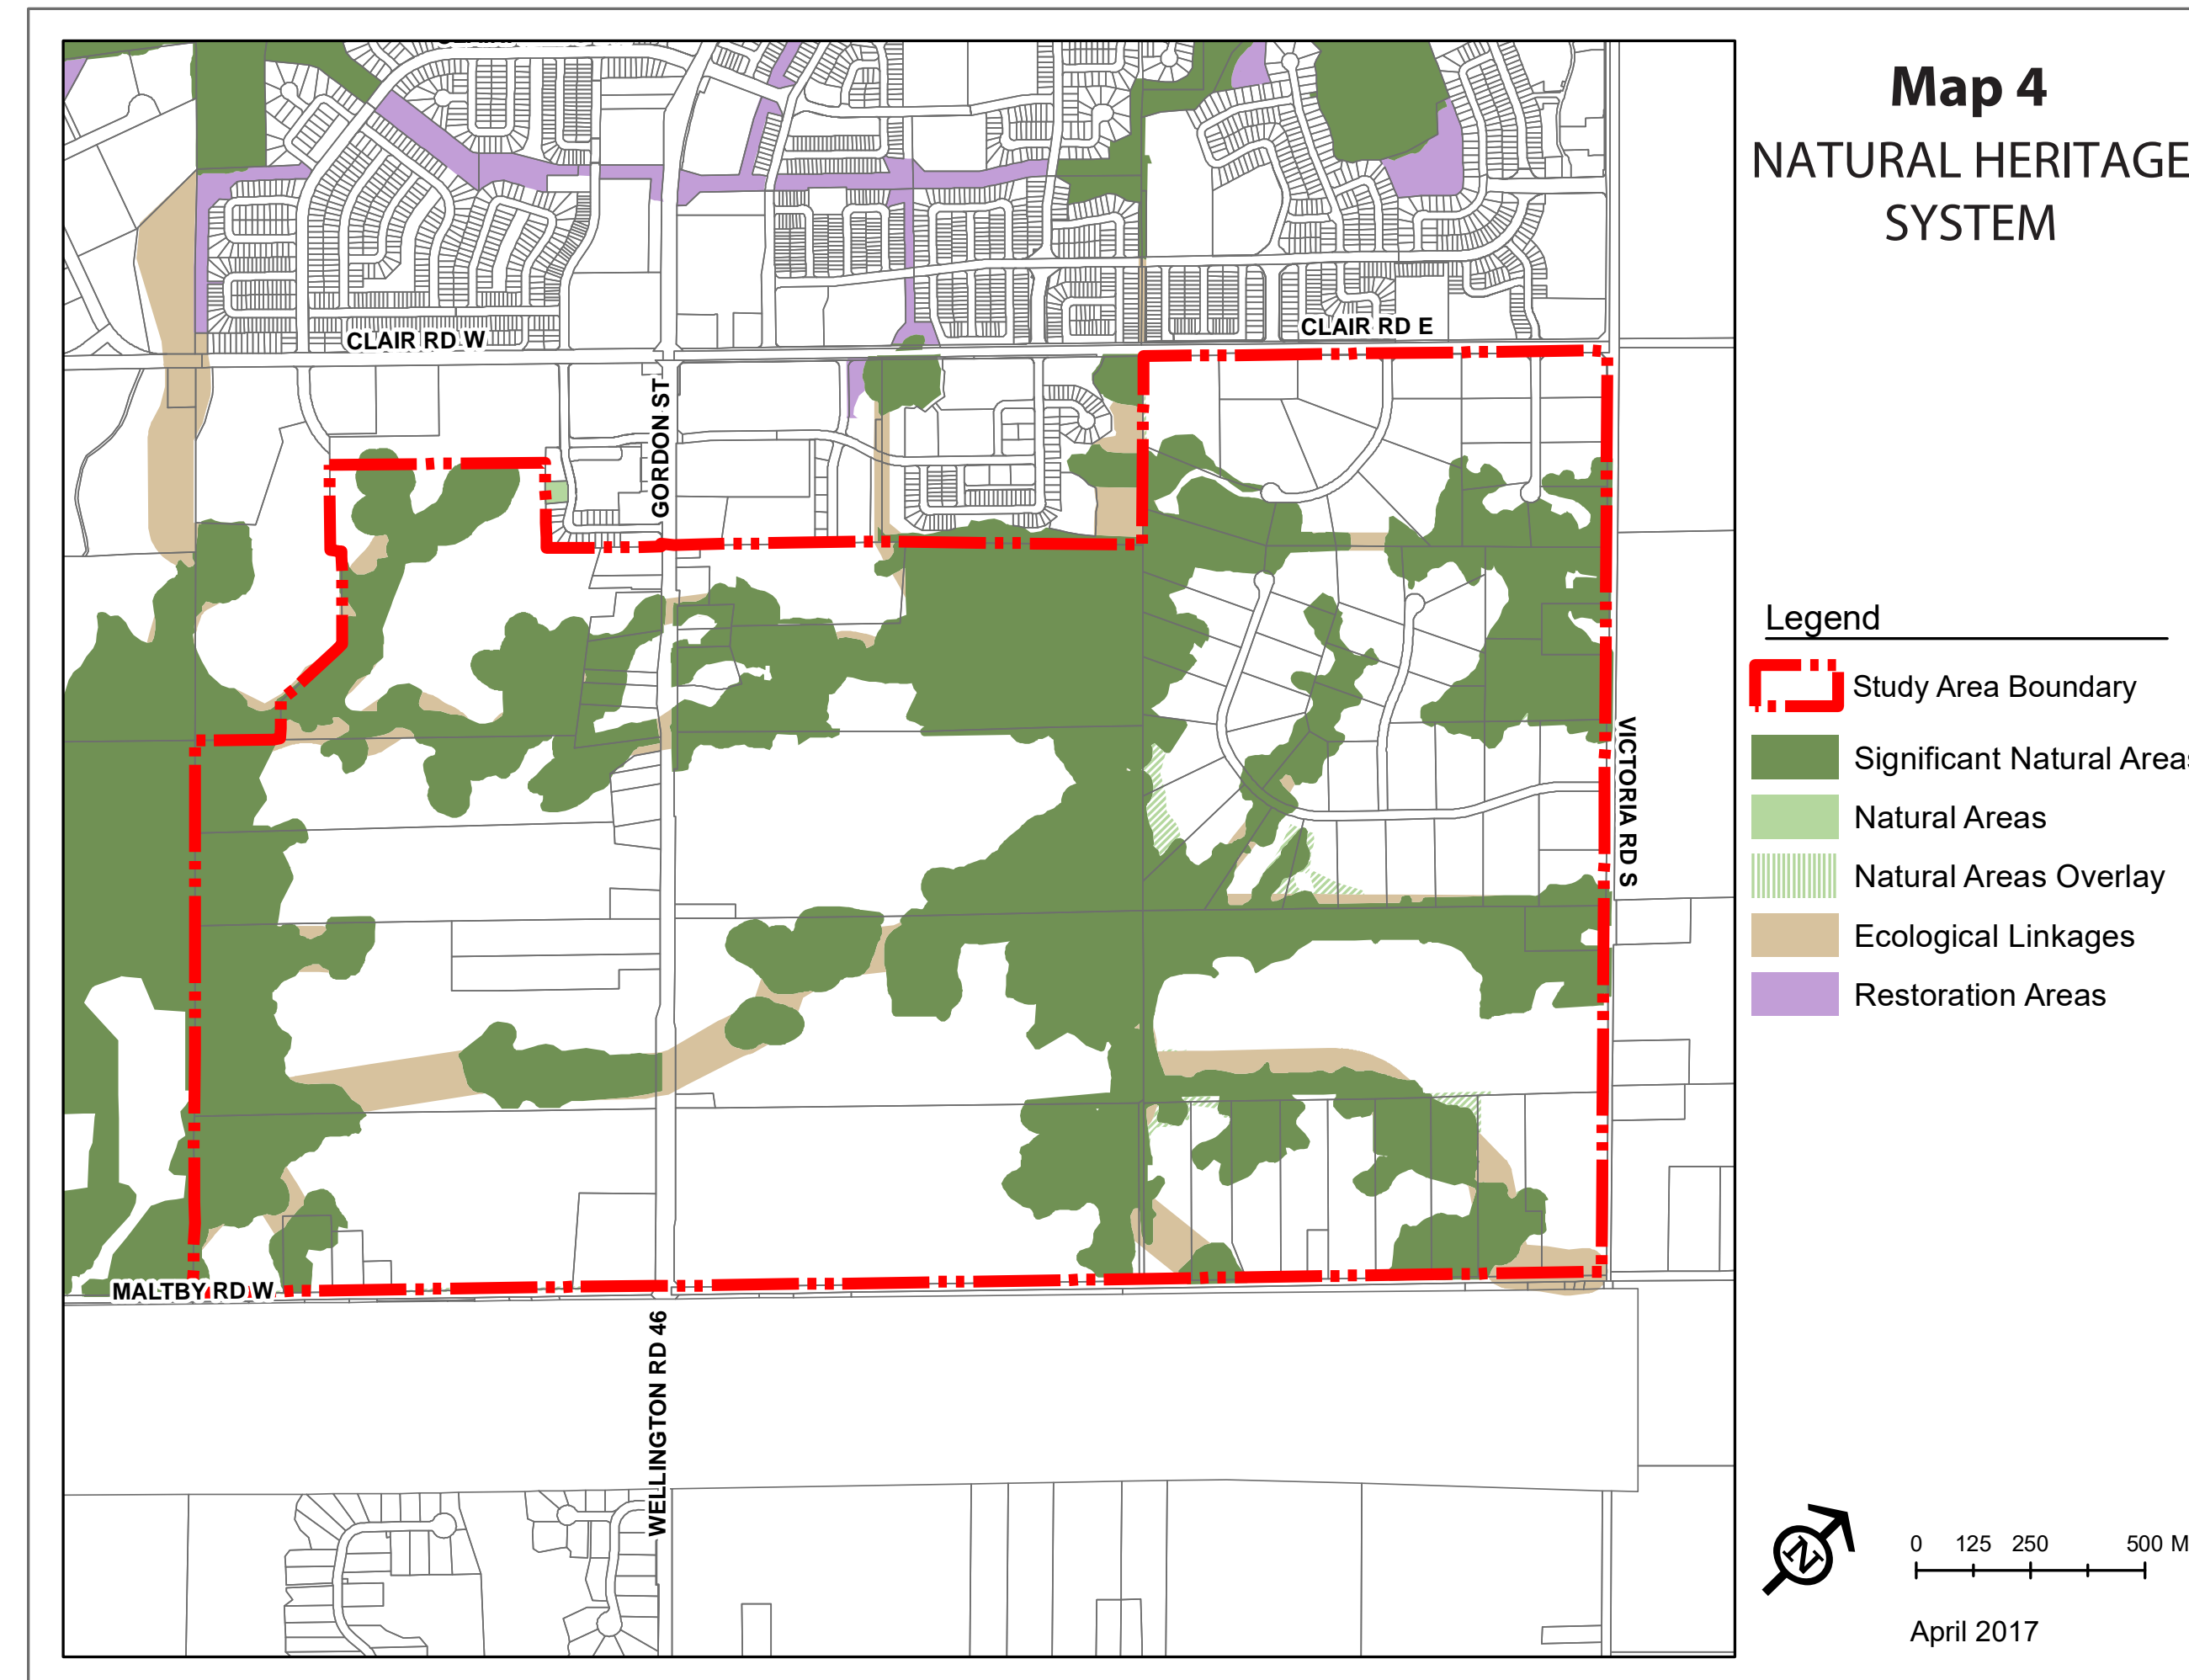 Map 4
NATURAL HERITAGE
SYSTEM
CLAIR RD W
CLAIR RD E
GORDON ST
VICTORIA RD S
MALTBY RD W
WELLINGTON RD 46
Legend
Study Area Boundary
Significant Natural Areas
Natural Areas
Natural Areas Overlay
Ecological Linkages
Restoration Areas
N
0 125 250 500 M
April 2017